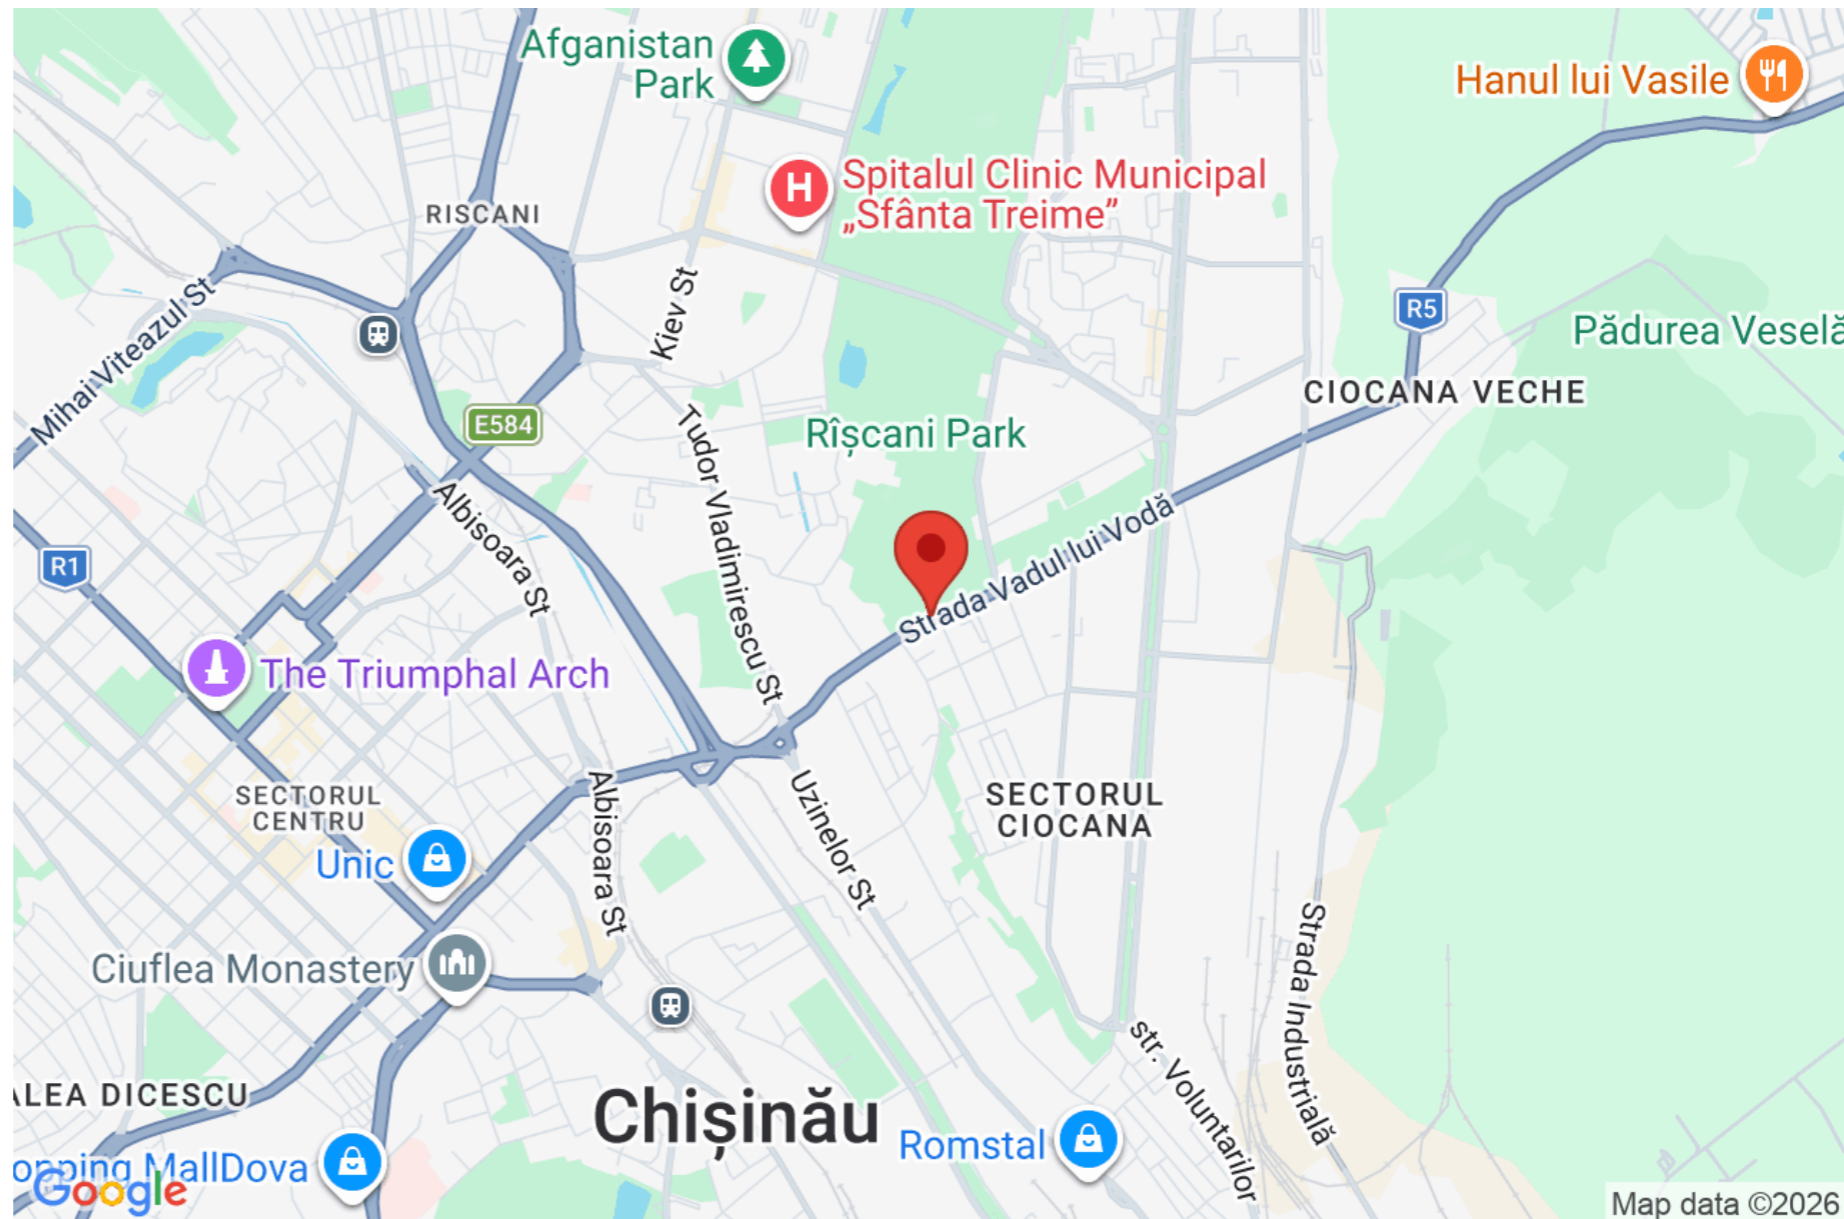 Afganistan
Park
Hanul lui Vasile
Spitalul Clinic Municipal
„Sfânta Treime”
RISCANI
Kiev St
Mihai Viteazul St
R5
Pădurea Veselă
CIOCANA VECHE
E584
Rîșcani Park
Tudor Vladimirescu St
Albisoara St
Strada Vadul lui Vodă
R1
The Triumphal Arch
SECTORUL
CENTRU
Albisoara St
Uzinelor St
SECTORUL
CIOCANA
Unic
H
Ciuflea Monastery
Strada Industrială
str. Voluntarilor
ALEA DICESCU
Chișinău
Romstal
opping MallDova
Google
Map data ©2026